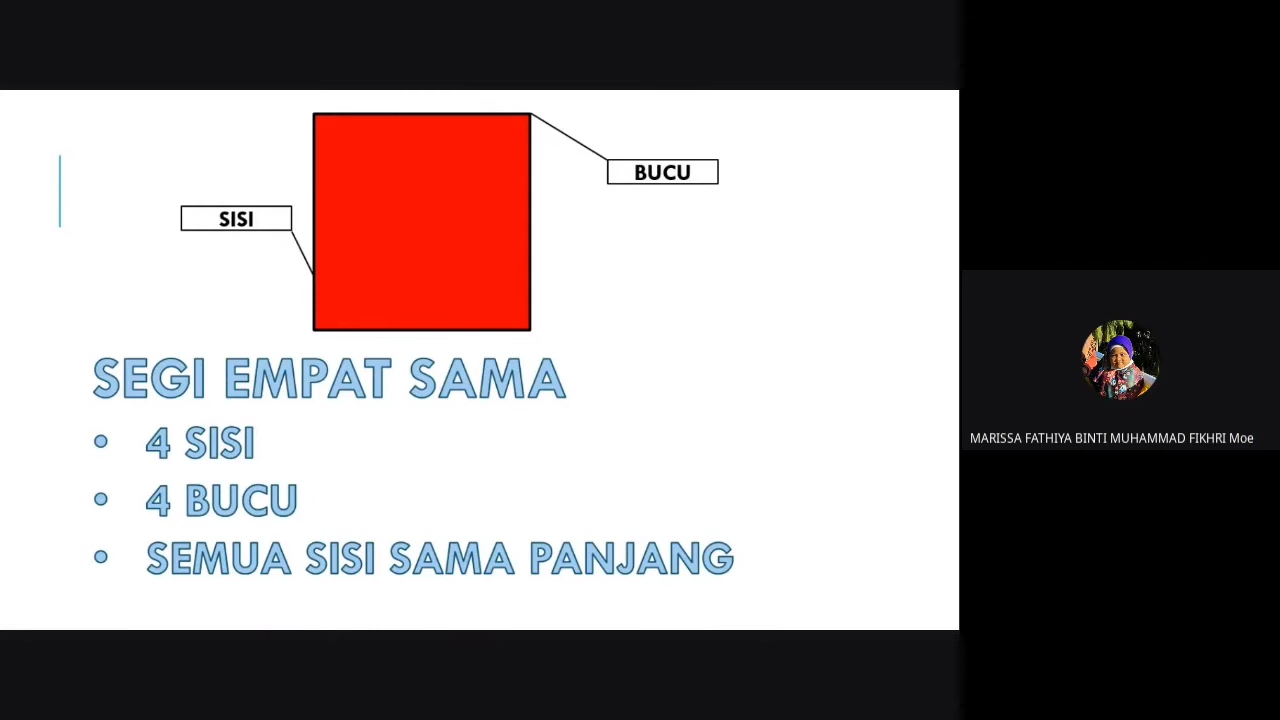 BUCU
SISI
SEGI EMPAT SAMA
• 4 SISI
• 4 BUCU
• SEMUA SISI SAMA PANJANG
MARISSA FATHIYA BINTI MUHAMMAD FIKHRI Moe